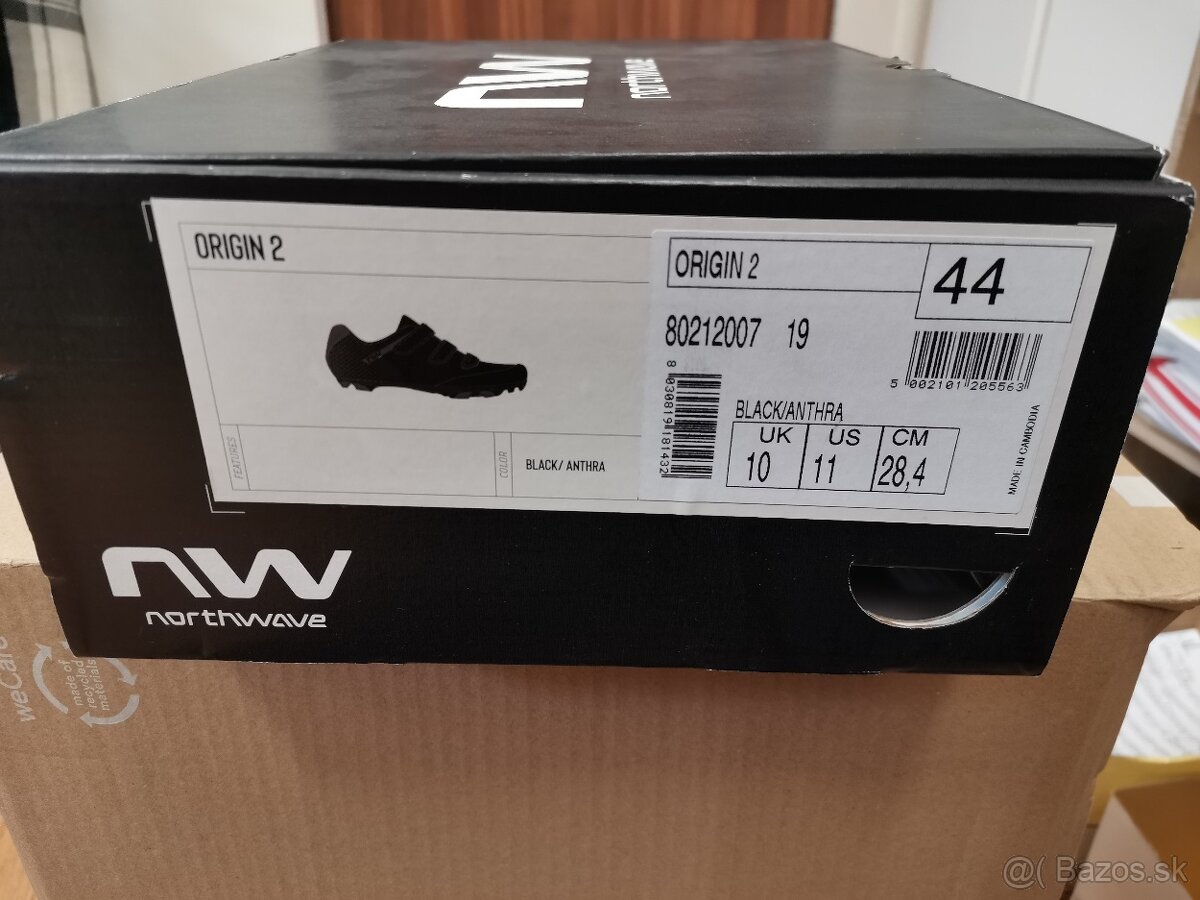 nw
northwave
ORIGIN 2
FEATURES
COLOR
BLACK/ ANTHRA
ORIGIN 2
44
80212007 19
8 030819 181432
5 002101 205563
BLACK/ANTHRA
UK US CM
10 11 28,4
MADE IN CAMBODIA
nw
northwave
weCare
made of
recycled
materials
@( Bazos.sk